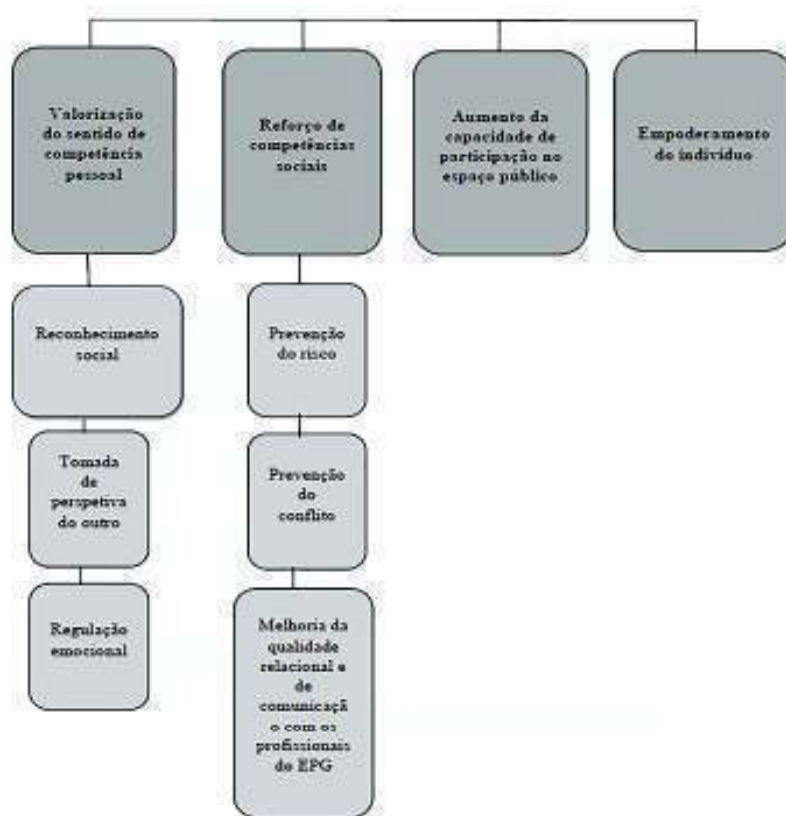 Valorização
do sentido de
competência
pessoal
Reforço de
competências
sociais
Aumento da
capacidade de
participação no
espaço público
Empoderamento
do indivíduo
Reconhecimento
social
Tomada
de
perspetiva
do outro
Regulação
emocional
Prevenção
do risco
Prevenção
do
conflito
Melhoria da
qualidade
relacional e
de
comunicaçã
o com os
profissionais
do EPG